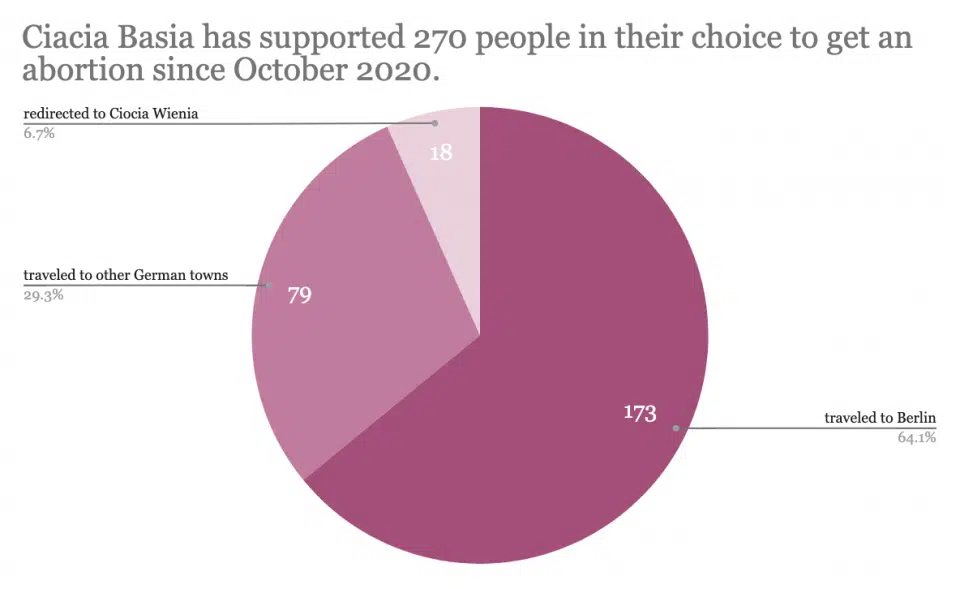 Ciacia Basia has supported 270 people in their choice to get an
abortion since October 2020.
redirected to Ciocia Wienia
6.7%
18
traveled to other German towns
29.3%
79
173
traveled to Berlin
64.1%